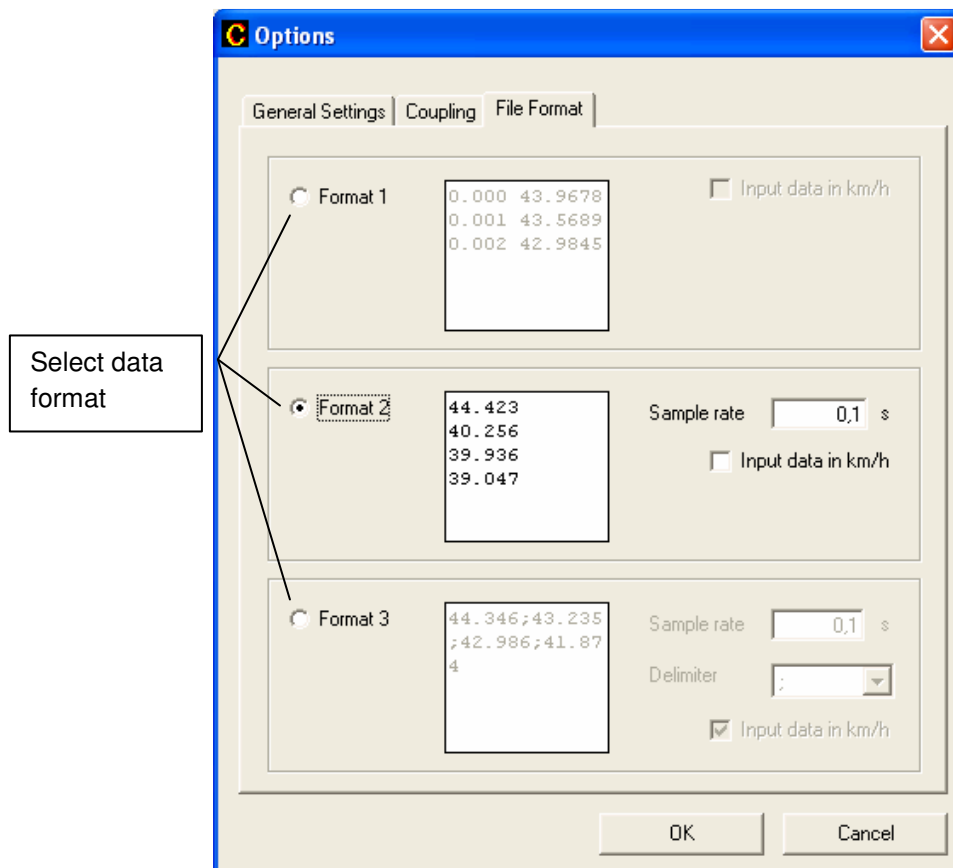 C Options
General Settings Coupling File Format
Format 1
0.000 43.9678
0.001 43.5689
0.002 42.9845
Input data in km/h
Select data
format
Format 2
44.423
40.256
39.936
39.047
Sample rate 0,1 s
Input data in km/h
Format 3
44.346;43.235
;42.986;41.87
4
Sample rate 0,1 s
Delimiter ;
Input data in km/h
OK Cancel